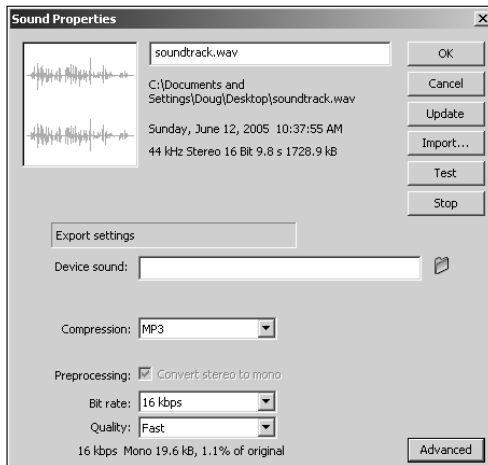 Sound Properties
soundtrack.wav
OK
C:\Documents and
Settings\Doug\Desktop\soundtrack.wav
Cancel
Sunday, June 12, 2005 10:37:55 AM
Update
44 kHz Stereo 16 Bit 9.8 s 1728.9 kB
Import...
Test
Stop
Export settings
Device sound:
Compression: MP3
Preprocessing: Convert stereo to mono
Bit rate: 16 kbps
Quality: Fast
16 kbps Mono 19.6 kB, 1.1% of original
Advanced